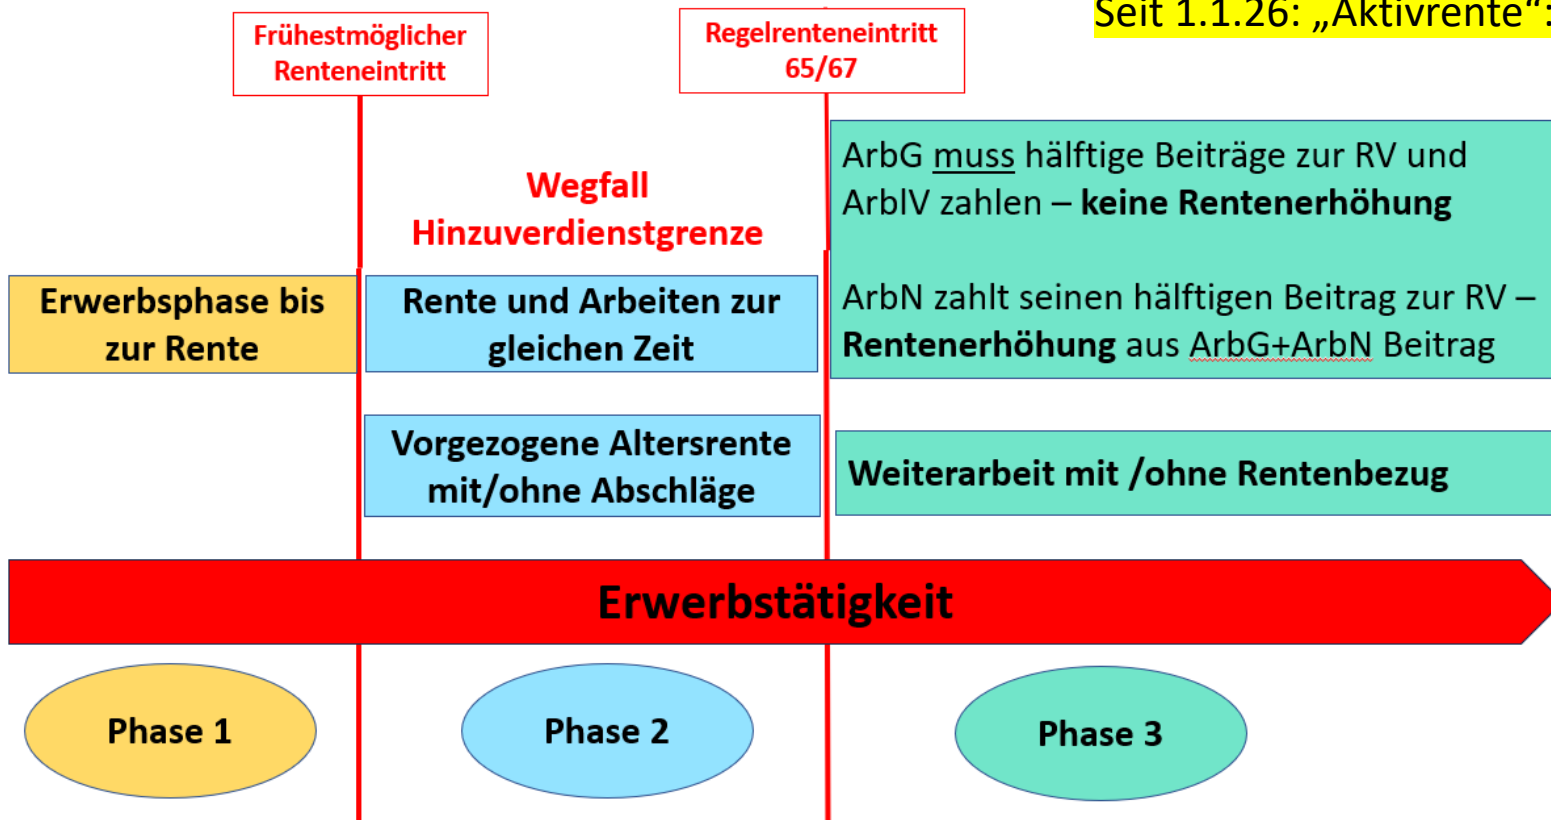 Seit 1.1.26: „Aktivrente“:
Frühestmöglicher
Renteneintritt
Regelrenteneintritt
65/67
Wegfall
Hinzuverdienstgrenze
ArbG muss hälftige Beiträge zur RV und
ArblV zahlen – keine Rentenerhöhung
ArbN zahlt seinen hälftigen Beitrag zur RV –
Rentenerhöhung aus ArbG+ArbN Beitrag
Erwerbsphase bis
zur Rente
Rente und Arbeiten zur
gleichen Zeit
Vorgezogene Altersrente
mit/ohne Abschläge
Weiterarbeit mit /ohne Rentenbezug
Erwerbstätigkeit
Phase 1
Phase 2
Phase 3